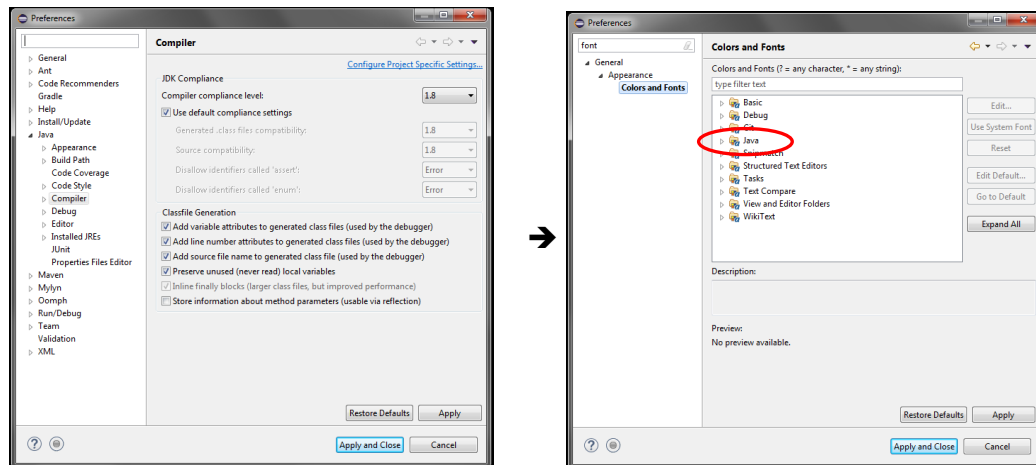 Preferences
Compiler
Configure Project Specific Settings...
General
Ant
Code Recommenders
Gradle
Help
Install/Update
Java
Appearance
Build Path
Code Coverage
Code Style
Compiler
Debug
Editor
Installed JREs
JUnit
Properties Files Editor
Maven
Mylyn
Oomph
Run/Debug
Team
Validation
XML
JDK Compliance
Compiler compliance level: 1.8
Use default compliance settings
Generated .class files compatibility: 1.8
Source compatibility: 1.8
Disallow identifiers called 'assert': Error
Disallow identifiers called 'enum': Error
Classfile Generation
Add variable attributes to generated class files (used by the debugger)
Add line number attributes to generated class files (used by the debugger)
Add source file name to generated class file (used by the debugger)
Preserve unused (never read) local variables
Inline finally blocks (larger class files, but improved performance)
Store information about method parameters (usable via reflection)
Restore Defaults Apply
Apply and Close Cancel
Preferences
font
General
Appearance
Colors and Fonts
Colors and Fonts
Colors and Fonts (? = any character, * = any string):
type filter text
Basic
Debug
Git
Java
Snipmatch
Structured Text Editors
Tasks
Text Compare
View and Editor Folders
WikiText
Edit...
Use System Font
Reset
Edit Default...
Go to Default
Expand All
Description:
Preview:
No preview available.
Restore Defaults Apply
Apply and Close Cancel